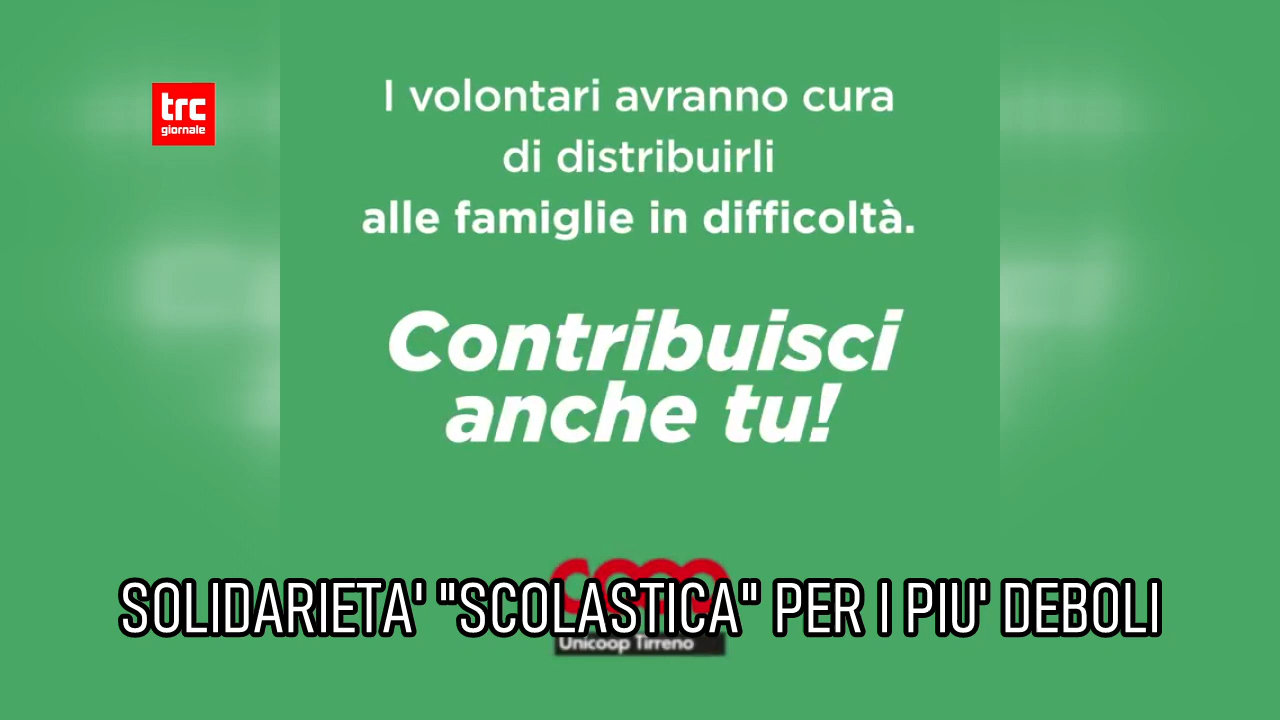 trc
giornale
I volontari avranno cura
di distribuirli
alle famiglie in difficoltà.
Contribuisci
anche tu!
coop
SOLIDARIETA' "SCOLASTICA" PER I PIU' DEBOLI
Unicoop Tirreno